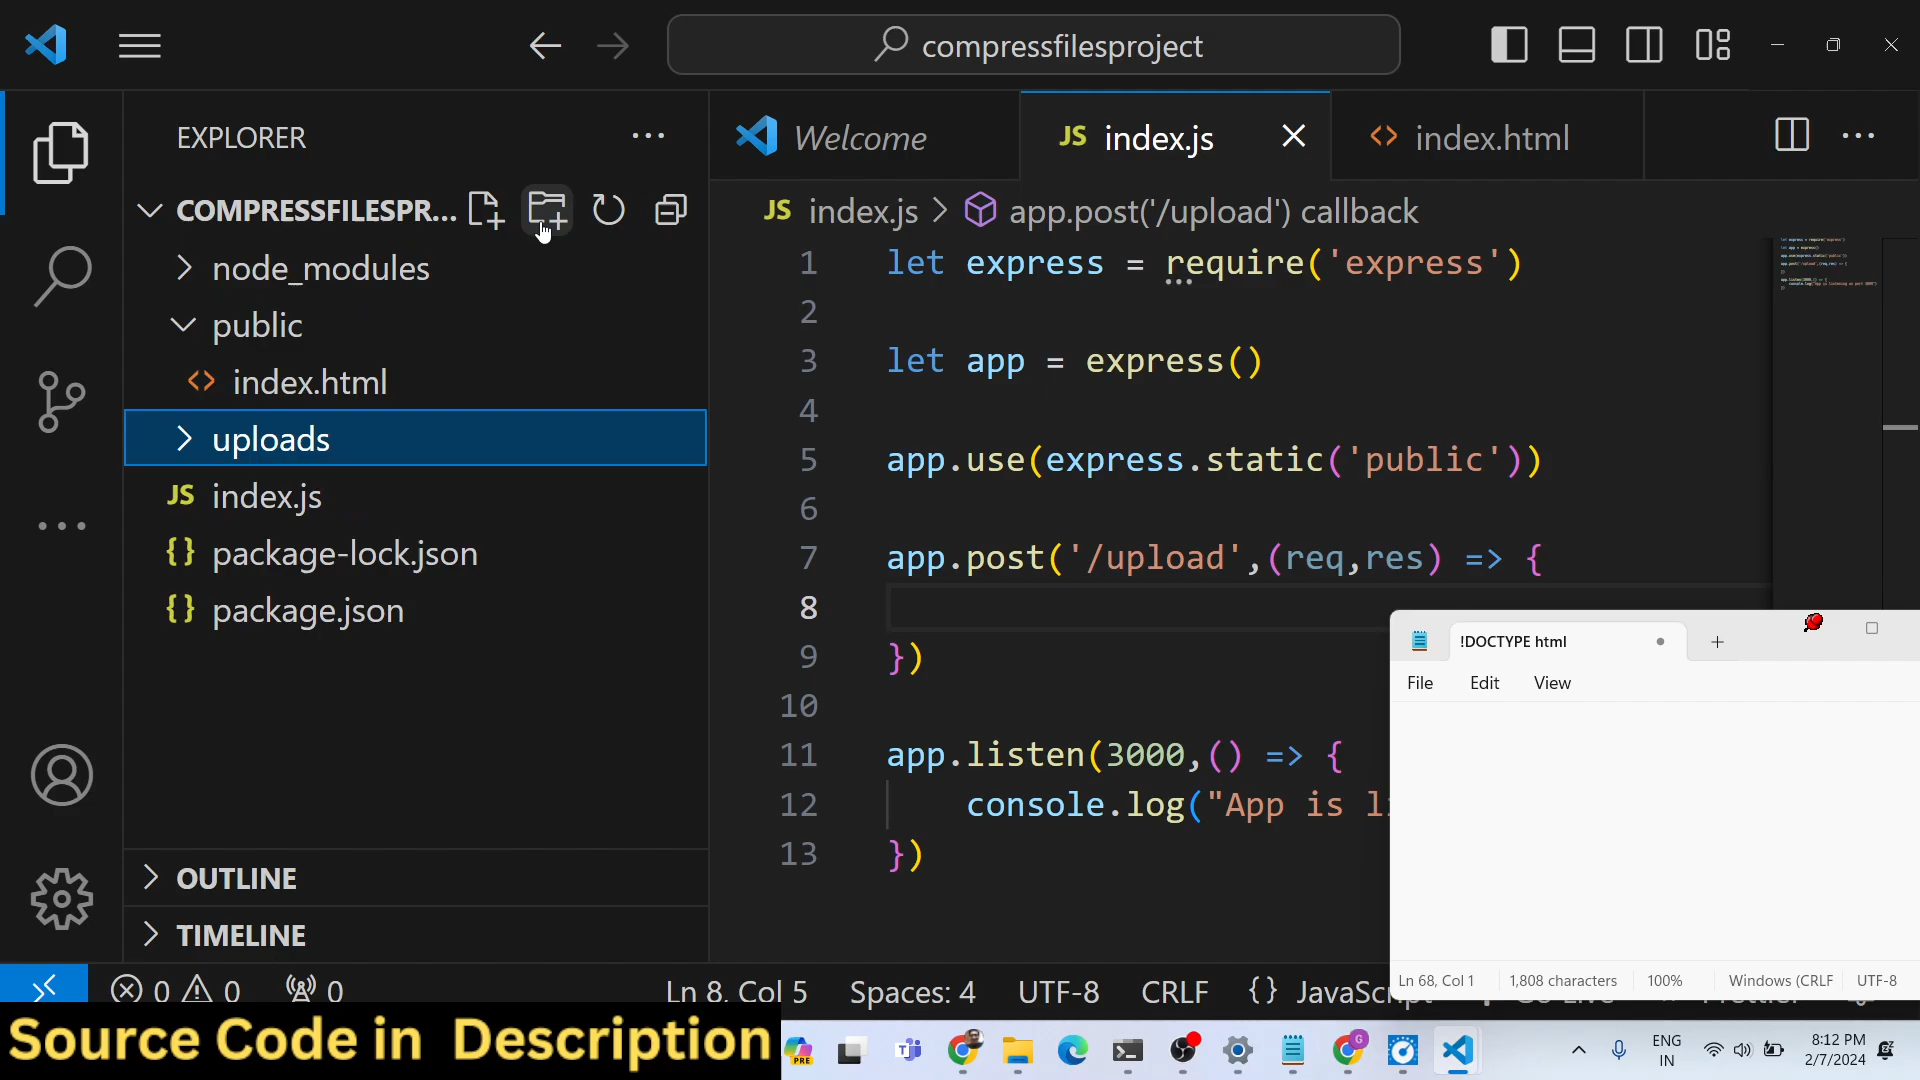 compressfilesproject
EXPLORER
COMPRESSFILESPR...
node_modules
public
index.html
uploads
JS index.js
{} package-lock.json
{} package.json
OUTLINE
TIMELINE
Welcome
JS index.js
index.html
JS index.js > app.post('/upload') callback
1 let express = require('express')
2
3 let app = express()
4
5 app.use(express.static('public'))
6
7 app.post('/upload',(req,res) => {
8
9 })
10
11 app.listen(3000,() => {
12 console.log("App is li
13 })
!DOCTYPE html
File Edit View
Ln 68, Col 1 1,808 characters 100% Windows (CRLF UTF-8
0 0 0 Ln 8, Col 5 Spaces: 4 UTF-8 CRLF {} JavaScript
Source Code in Description
PRE
G
ENG
IN
8:12 PM
2/7/2024